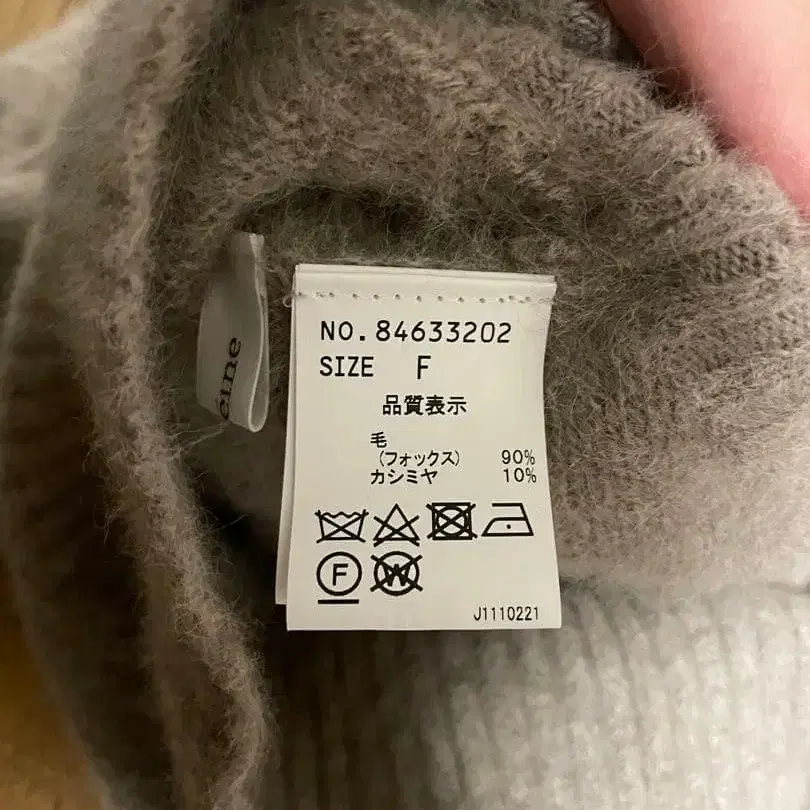 NO. 84633202
SIZE F
品質表示
毛
(フォックス) 90%
カシミヤ 10%
F W
J1110221
eine